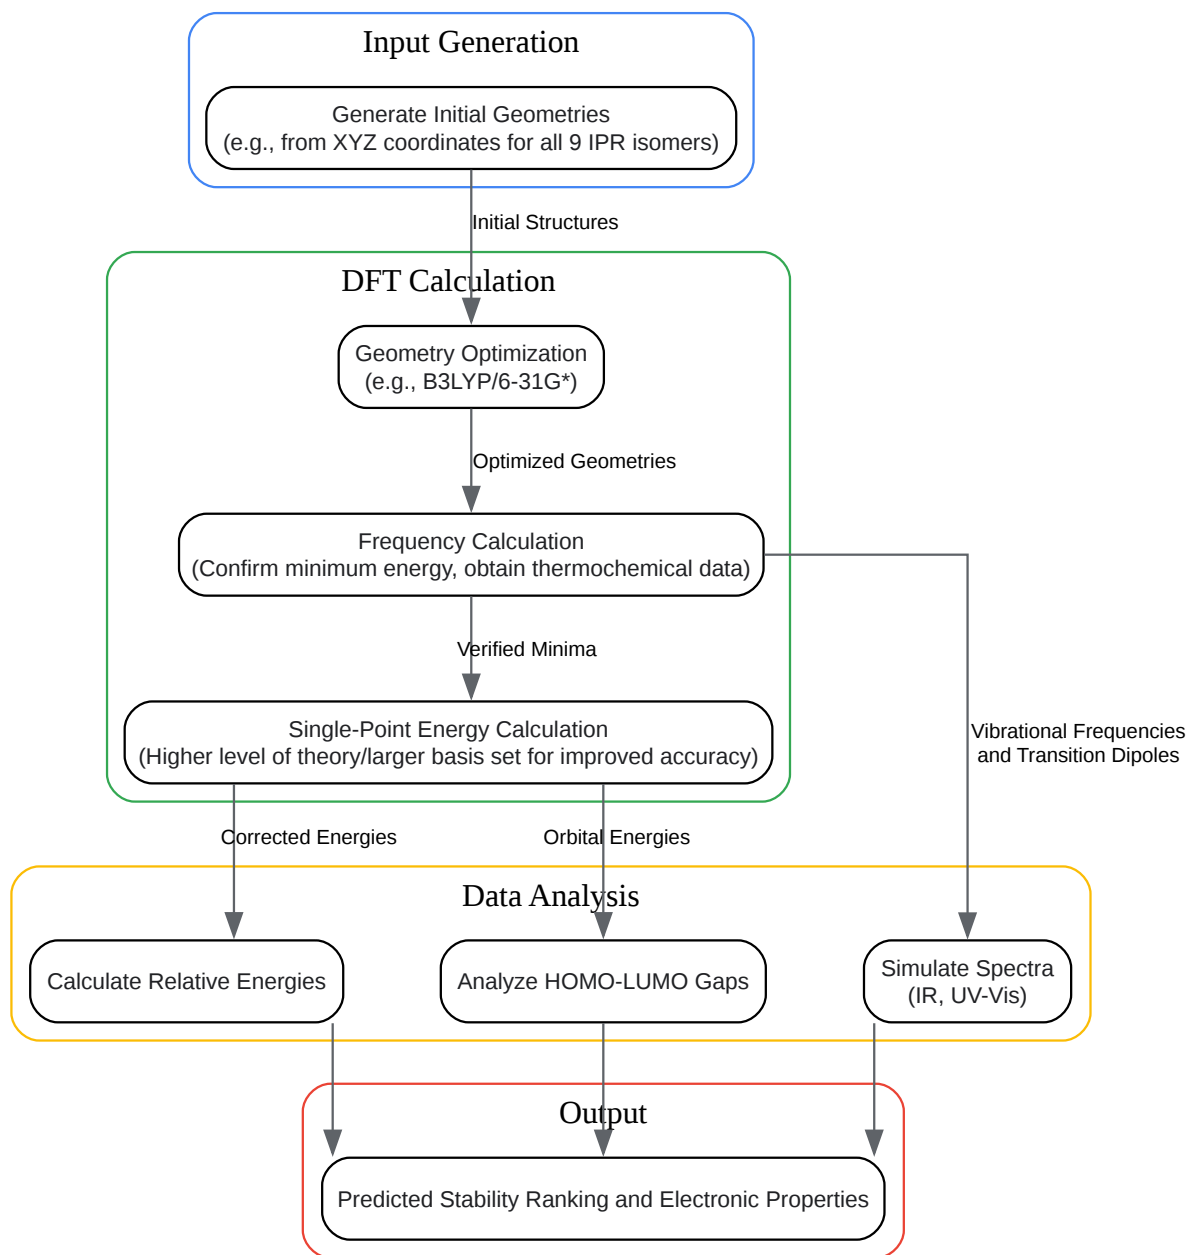 Input Generation
Generate Initial Geometries
(e.g., from XYZ coordinates for all 9 IPR isomers)
Initial Structures
DFT Calculation
Geometry Optimization
(e.g., B3LYP/6-31G*)
Optimized Geometries
Frequency Calculation
(Confirm minimum energy, obtain thermochemical data)
Verified Minima
Single-Point Energy Calculation
(Higher level of theory/larger basis set for improved accuracy)
Vibrational Frequencies
and Transition Dipoles
Corrected Energies
Orbital Energies
Data Analysis
Calculate Relative Energies
Analyze HOMO-LUMO Gaps
Simulate Spectra
(IR, UV-Vis)
Output
Predicted Stability Ranking and Electronic Properties